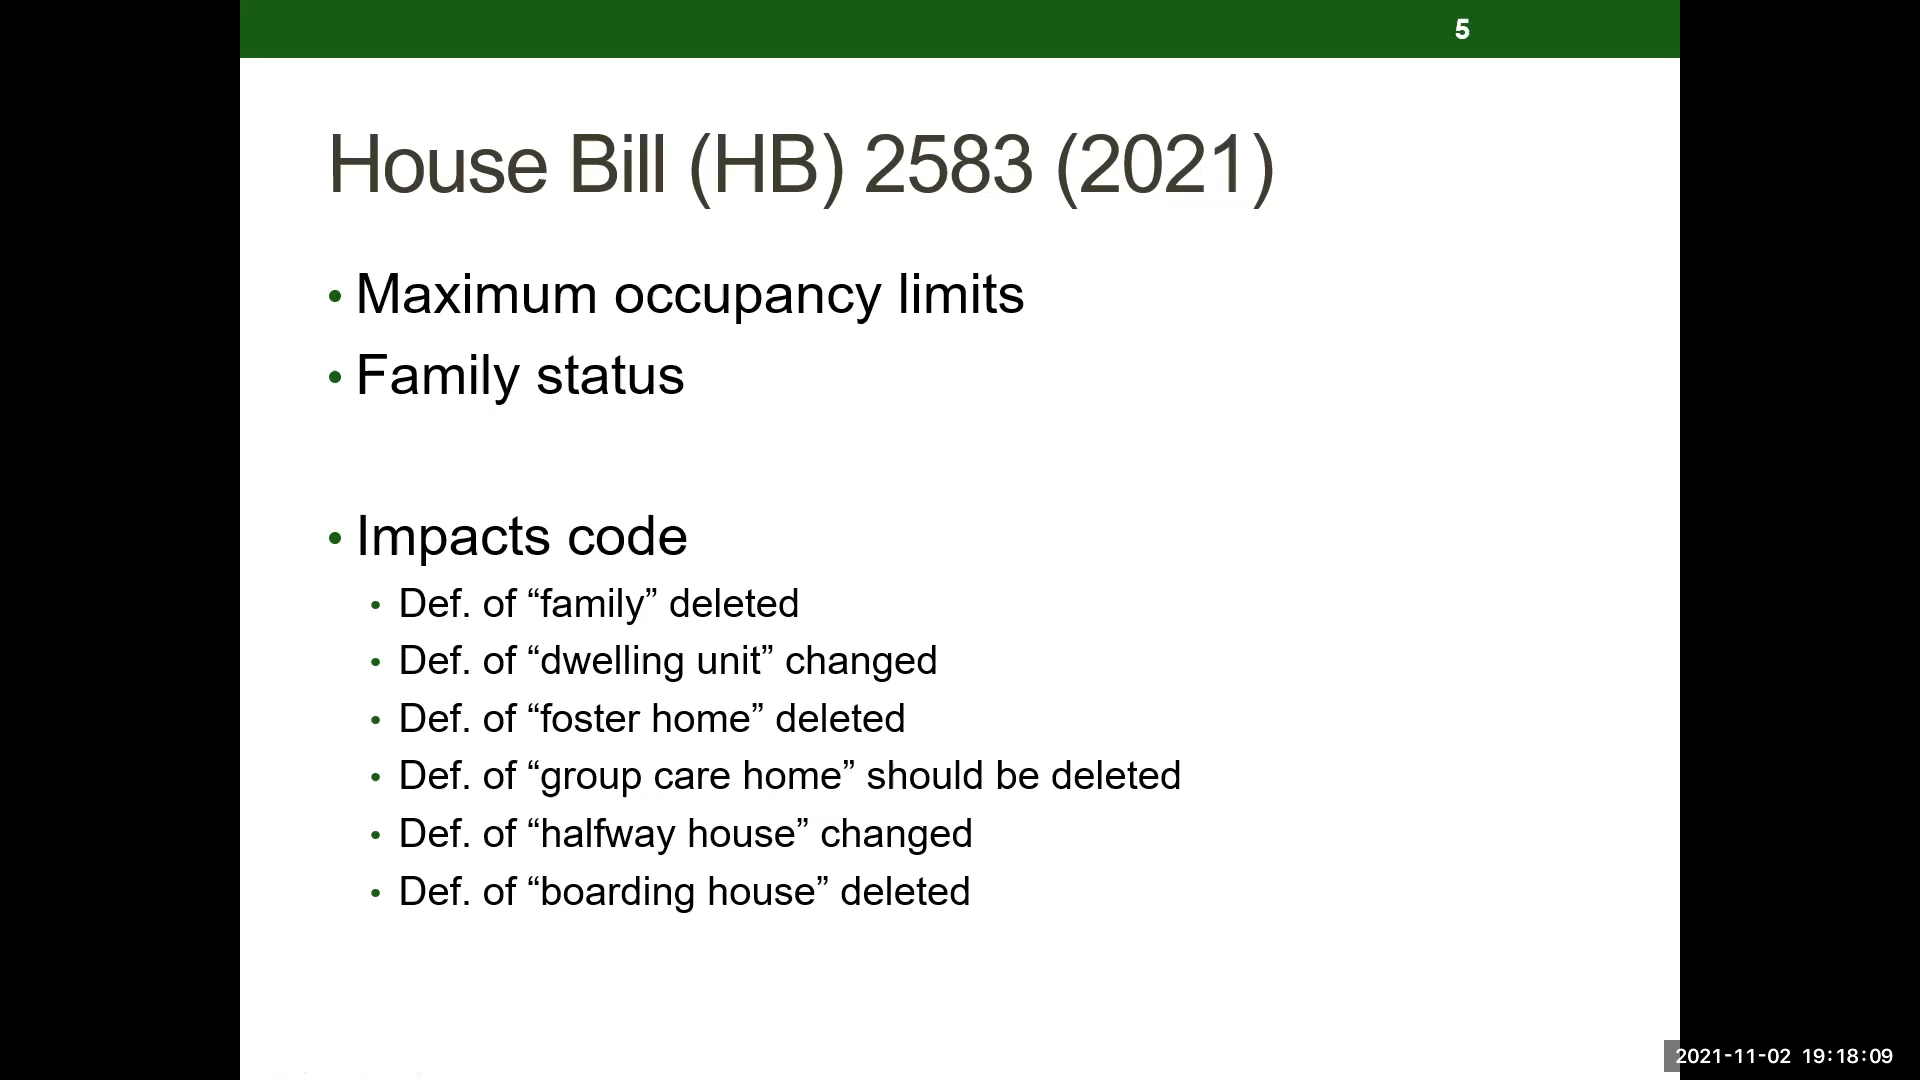 5
House Bill (HB) 2583 (2021)
• Maximum occupancy limits
• Family status
• Impacts code
• Def. of “family” deleted
• Def. of “dwelling unit” changed
• Def. of “foster home” deleted
• Def. of “group care home” should be deleted
• Def. of “halfway house” changed
• Def. of “boarding house” deleted
2021-11-02 19:18:09